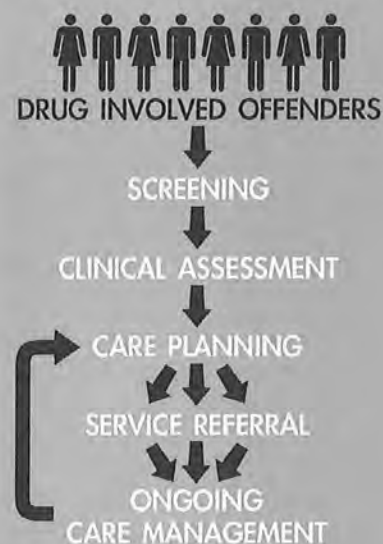 DRUG INVOLVED OFFENDERS
SCREENING
CLINICAL ASSESSMENT
CARE PLANNING
SERVICE REFERRAL
ONGOING
CARE MANAGEMENT